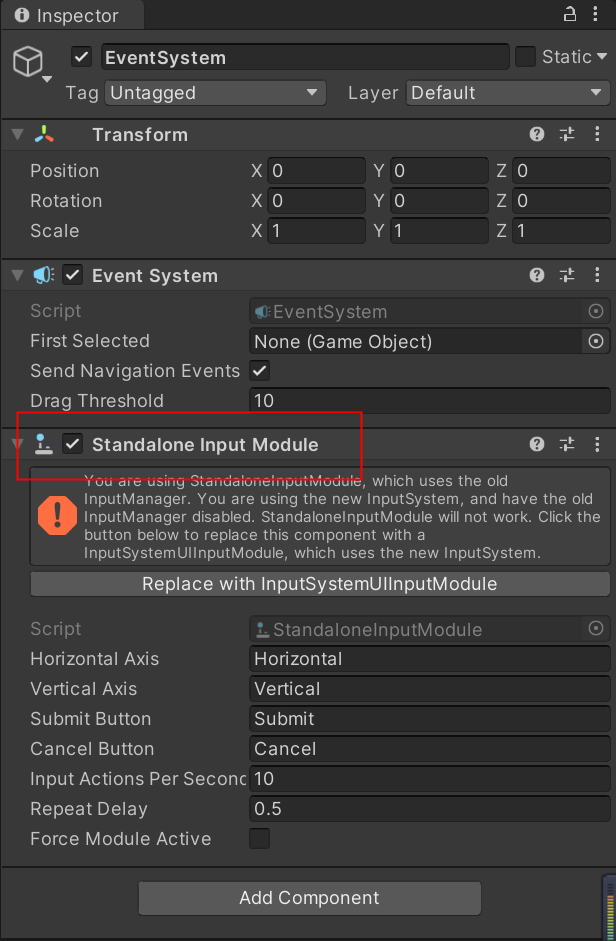 Inspector
EventSystem
Static
Tag Untagged Layer Default
Transform
Position X 0 Y 0 Z 0
Rotation X 0 Y 0 Z 0
Scale X 1 Y 1 Z 1
Event System
Script EventSystem
First Selected None (Game Object)
Send Navigation Events
Drag Threshold 10
Standalone Input Module
You are using StandaloneInputModule, which uses the old
InputManager. You are using the new InputSystem, and have the old
InputManager disabled. StandaloneInputModule will not work. Click the
button below to replace this component with a
InputSystemUIInputModule, which uses the new InputSystem.
Replace with InputSystemUIInputModule
Script StandaloneInputModule
Horizontal Axis Horizontal
Vertical Axis Vertical
Submit Button Submit
Cancel Button Cancel
Input Actions Per Second 10
Repeat Delay 0.5
Force Module Active
Add Component